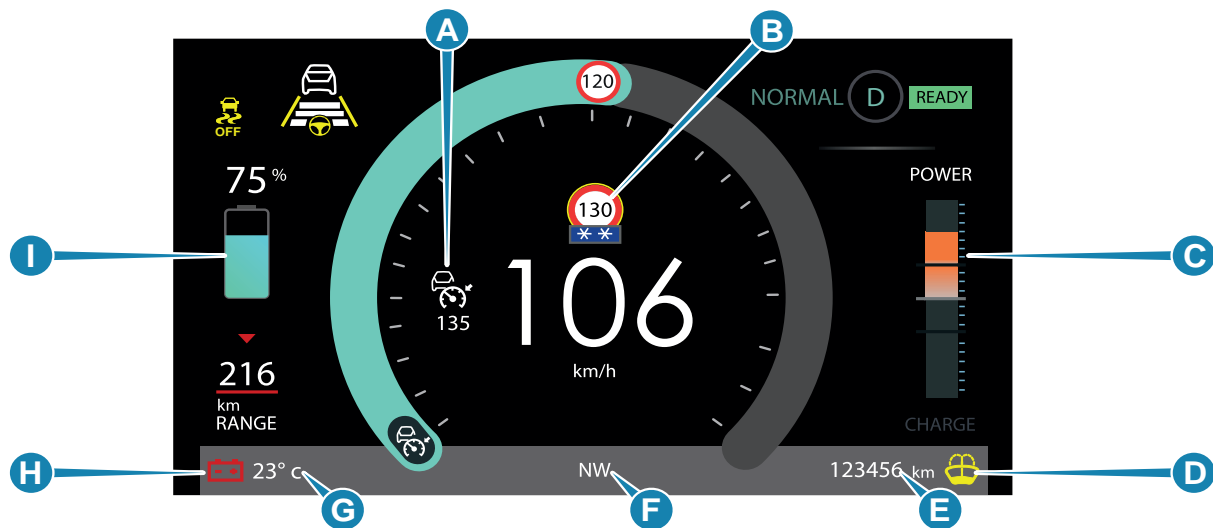 A
B
120
NORMAL D READY
OFF
75 %
POWER
130
I
C
135
106
km/h
216
km
RANGE
CHARGE
H
23° c
NW
123456 km
D
G
F
E